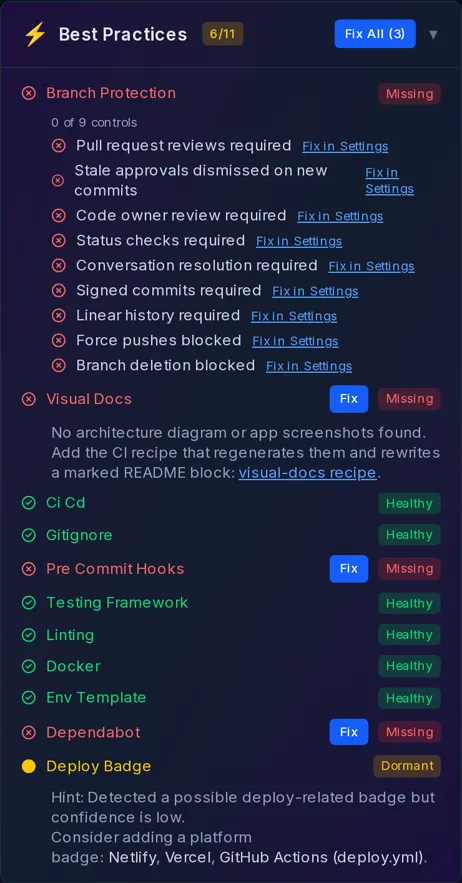 ⚡ Best Practices 6/11 Fix All (3) ▼
Branch Protection Missing
0 of 9 controls
Pull request reviews required Fix in Settings
Stale approvals dismissed on new Fix in
commits Settings
Code owner review required Fix in Settings
Status checks required Fix in Settings
Conversation resolution required Fix in Settings
Signed commits required Fix in Settings
Linear history required Fix in Settings
Force pushes blocked Fix in Settings
Branch deletion blocked Fix in Settings
Visual Docs Fix Missing
No architecture diagram or app screenshots found.
Add the CI recipe that regenerates them and rewrites
a marked README block: visual-docs recipe.
Ci Cd Healthy
Gitignore Healthy
Pre Commit Hooks Fix Missing
Testing Framework Healthy
Linting Healthy
Docker Healthy
Env Template Healthy
Dependabot Fix Missing
Deploy Badge Dormant
Hint: Detected a possible deploy-related badge but
confidence is low.
Consider adding a platform
badge: Netlify, Vercel, GitHub Actions (deploy.yml).